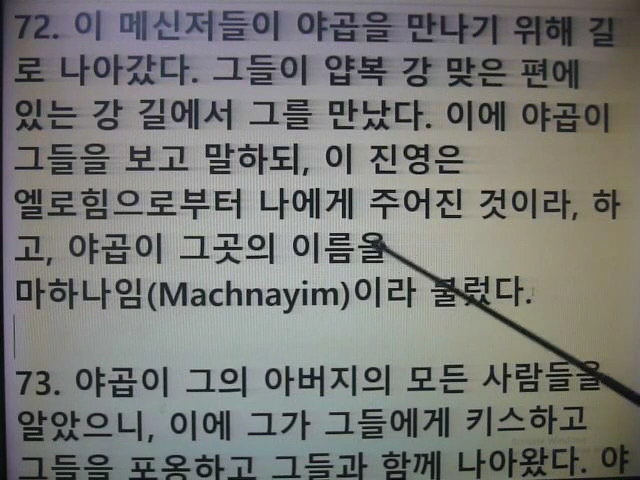 72. 이 메신저들이 야곱을 만나기 위해 길
로 나아갔다. 그들이 얍복 강 맞은 편에
있는 강 길에서 그를 만났다. 이에 야곱이
그들을 보고 말하되, 이 진영은
엘로힘으로부터 나에게 주어진 것이라, 하
고, 야곱이 그곳의 이름을
마하나임(Machnayim)이라 불렀다.
73. 야곱이 그의 아버지의 모든 사람들을
알았으니, 이에 그가 그들에게 키스하고
그들을 포옹하고 그들과 함께 나아왔다. 야